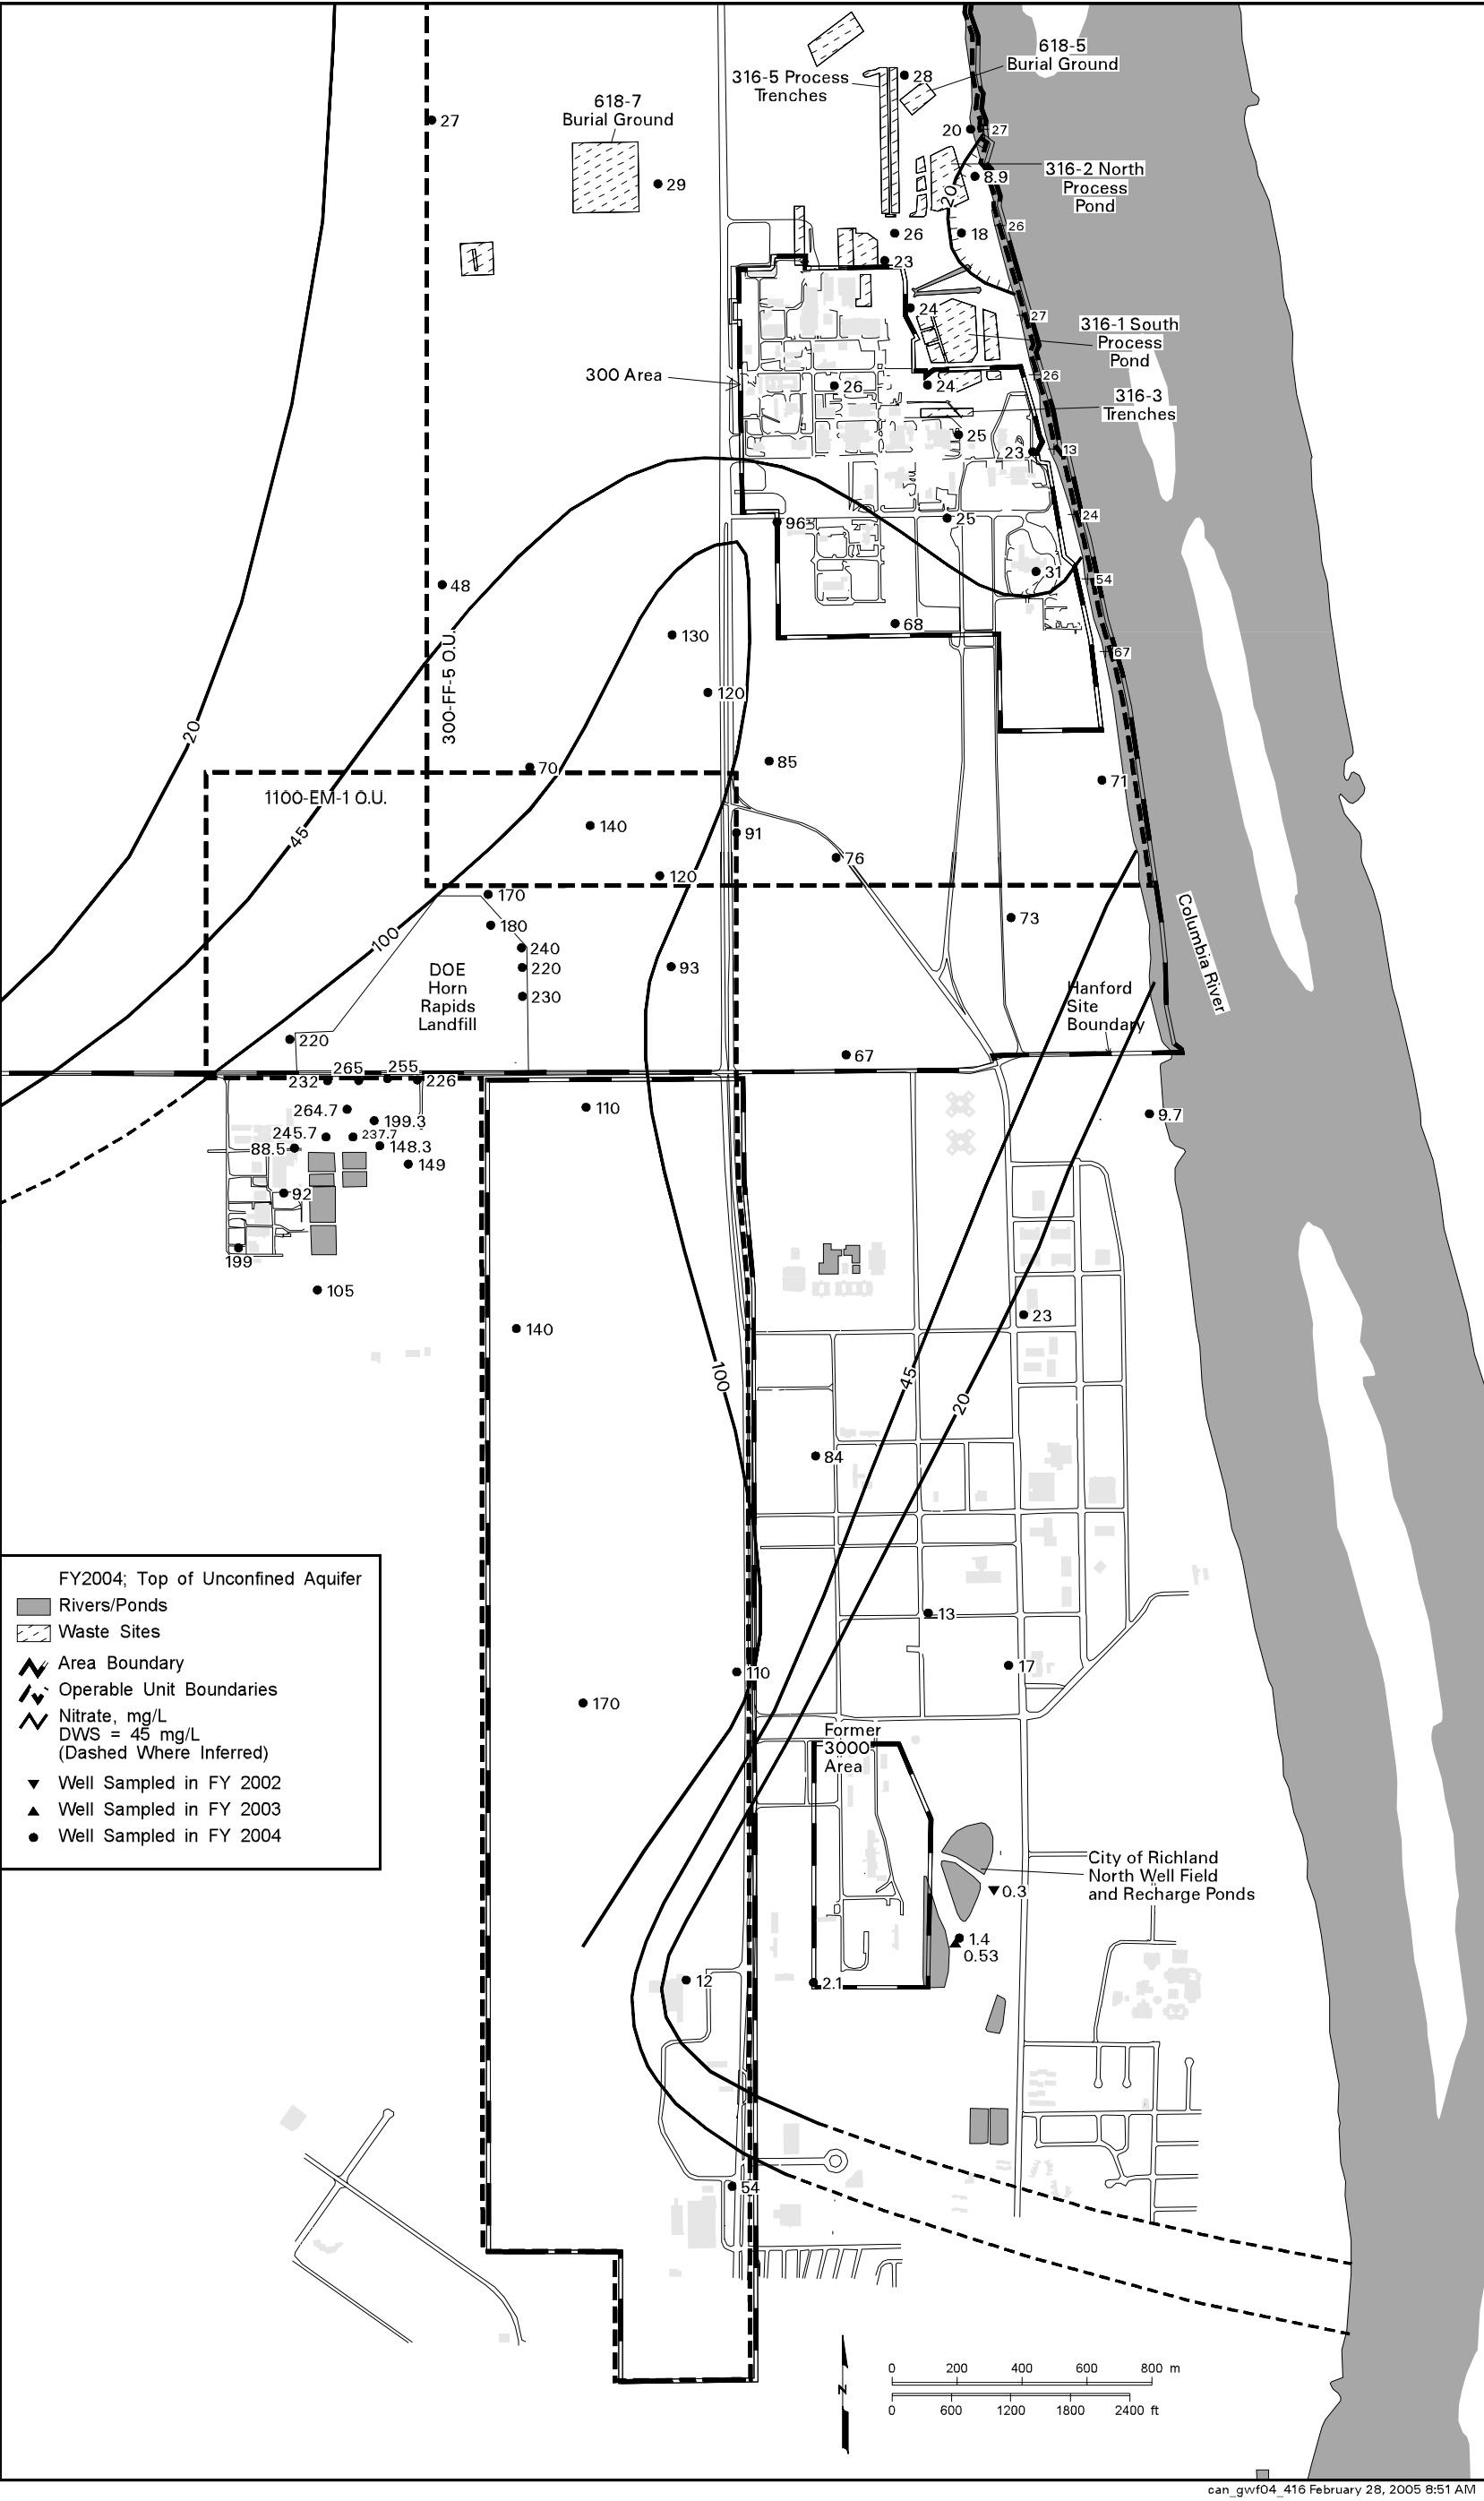 618-5
Burial Ground
316-5 Process
Trenches
28
618-7
Burial Ground
27
20
27
29
8.9
316-2 North
Process
Pond
20
26
18
26
23
24
27
316-1 South
Process
Pond
300 Area
26
24
26
316-3
Trenches
25
23
13
96
25
24
48
31
54
130
68
67
300-FF-5 O.U.
120
20
70
85
71
1100-EM-1 O.U.
140
45
91
76
120
170
180
73
100
240
220
93
230
DOE
Horn
Rapids
Landfill
Columbia River
Hanford
Site
Boundary
220
67
265
255
232
226
264.7
110
9.7
199.3
245.7
237.7
88.5
148.3
149
92
199
105
23
140
100
45
20
84
FY2004; Top of Unconfined Aquifer
Rivers/Ponds
Waste Sites
Area Boundary
Operable Unit Boundaries
Nitrate, mg/L
DWS = 45 mg/L
(Dashed Where Inferred)
Well Sampled in FY 2002
Well Sampled in FY 2003
Well Sampled in FY 2004
13
17
110
170
Former
3000
Area
City of Richland
North Well Field
and Recharge Ponds
0.3
1.4
0.53
12
2.1
54
N
0 200 400 600 800 m
0 600 1200 1800 2400 ft
can_gwf04_416 February 28, 2005 8:51 AM